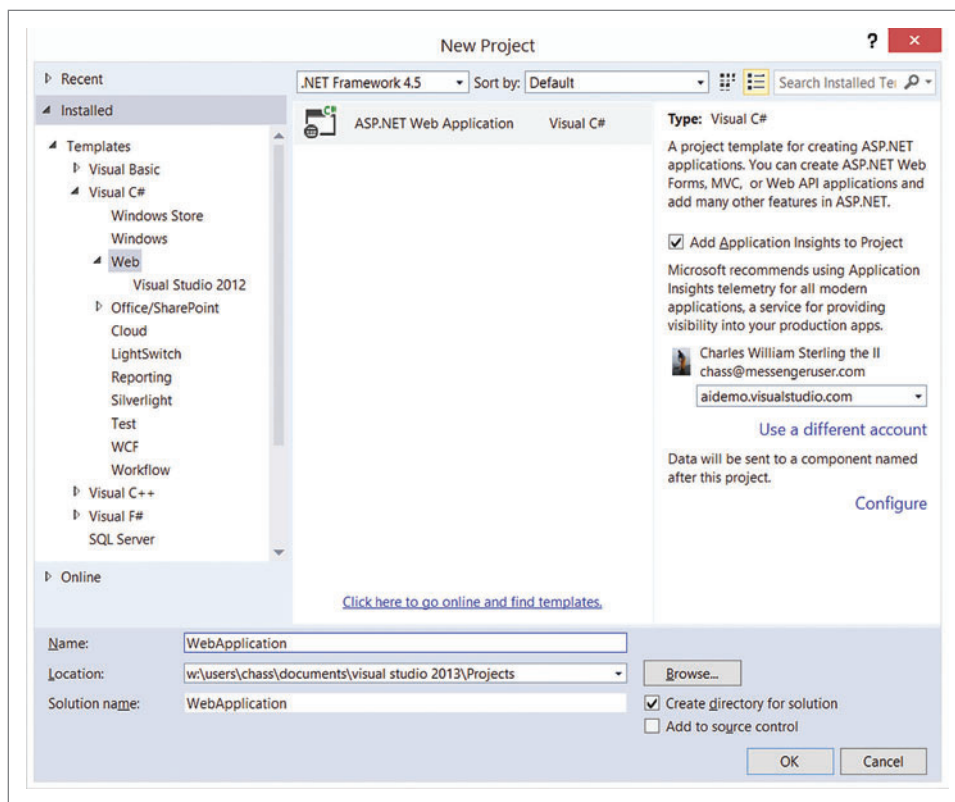 New Project
?
Recent
Installed
Templates
Visual Basic
Visual C#
Windows Store
Windows
Web
Visual Studio 2012
Office/SharePoint
Cloud
LightSwitch
Reporting
Silverlight
Test
WCF
Workflow
Visual C++
Visual F#
SQL Server
Online
.NET Framework 4.5
Sort by:
Default
Search Installed Te
C#
ASP.NET Web Application
Visual C#
Click here to go online and find templates.
Type: Visual C#
A project template for creating ASP.NET
applications. You can create ASP.NET Web
Forms, MVC, or Web API applications and
add many other features in ASP.NET.
Add Application Insights to Project
Microsoft recommends using Application
Insights telemetry for all modern
applications, a service for providing
visibility into your production apps.
Charles William Sterling the II
chass@messengeruser.com
aidemo.visualstudio.com
Use a different account
Data will be sent to a component named
after this project.
Configure
Name:
WebApplication
Location:
w:\users\chass\documents\visual studio 2013\Projects
Browse...
Solution name:
WebApplication
Create directory for solution
Add to source control
OK
Cancel